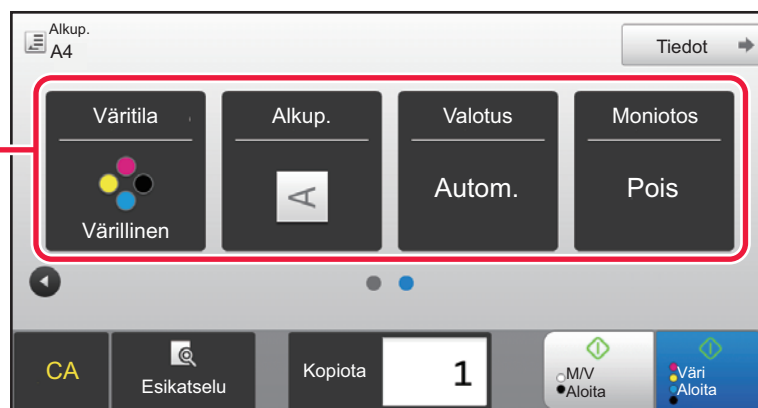 Alkup.
A4
Tiedot
Väritila
Alkup.
Valotus
Moniotos
A
Autom.
Pois
Värillinen
CA
Esikatselu
Kopiota
1
M/V
Aloita
Väri
Aloita